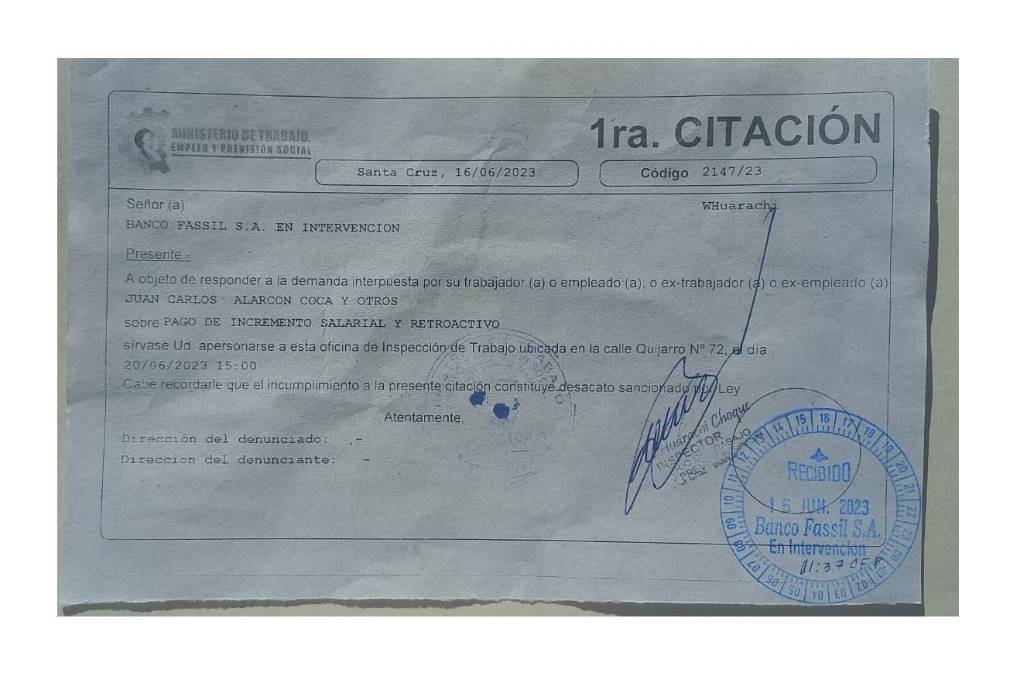 MINISTERIO DE TRABAJO,
EMPLEO Y PREVISIÓN SOCIAL
1ra. CITACIÓN
Santa Cruz, 16/06/2023
Código 2147/23
Señor (a):
WHuarachi
BANCO FASSIL S.A. EN INTERVENCION
Presente.-
A objeto de responder a la demanda interpuesta por su trabajador (a) o empleado (a), o ex-trabajador (a) o ex-empleado (a)
JUAN CARLOS ALARCON COCA Y OTROS
sobre PAGO DE INCREMENTO SALARIAL Y RETROACTIVO
sírvase Ud. apersonarse a esta oficina de Inspección de Trabajo ubicada en la calle Quijarro Nº 72, el día
20/06/2023 15:00
Cabe recordarle que el incumplimiento a la presente citación constituye desacato sancionado por Ley
Atentamente,
Dirección del denunciado: .-
Dirección del denunciante: -
Huarachi Choque
INSPECTOR
RECIBIDO
16 JUN. 2023
Banco Fassil S.A.
En Intervencion
01:37